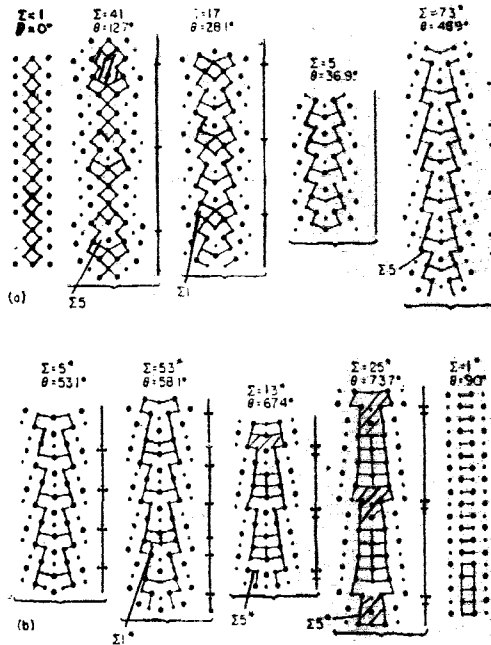 Σ=1
θ=0°
Σ=41
θ=12.7°
Σ=17
θ=28.1°
Σ=5
θ=36.9°
Σ=73*
θ=48.9°
Σ5
Σ1
Σ5
(a)
Σ=5*
θ=53.1°
Σ=53*
θ=58.1°
Σ=13*
θ=67.4°
Σ=25*
θ=73.7°
Σ=1*
θ=90°
Σ1*
Σ5*
Σ5*
(b)